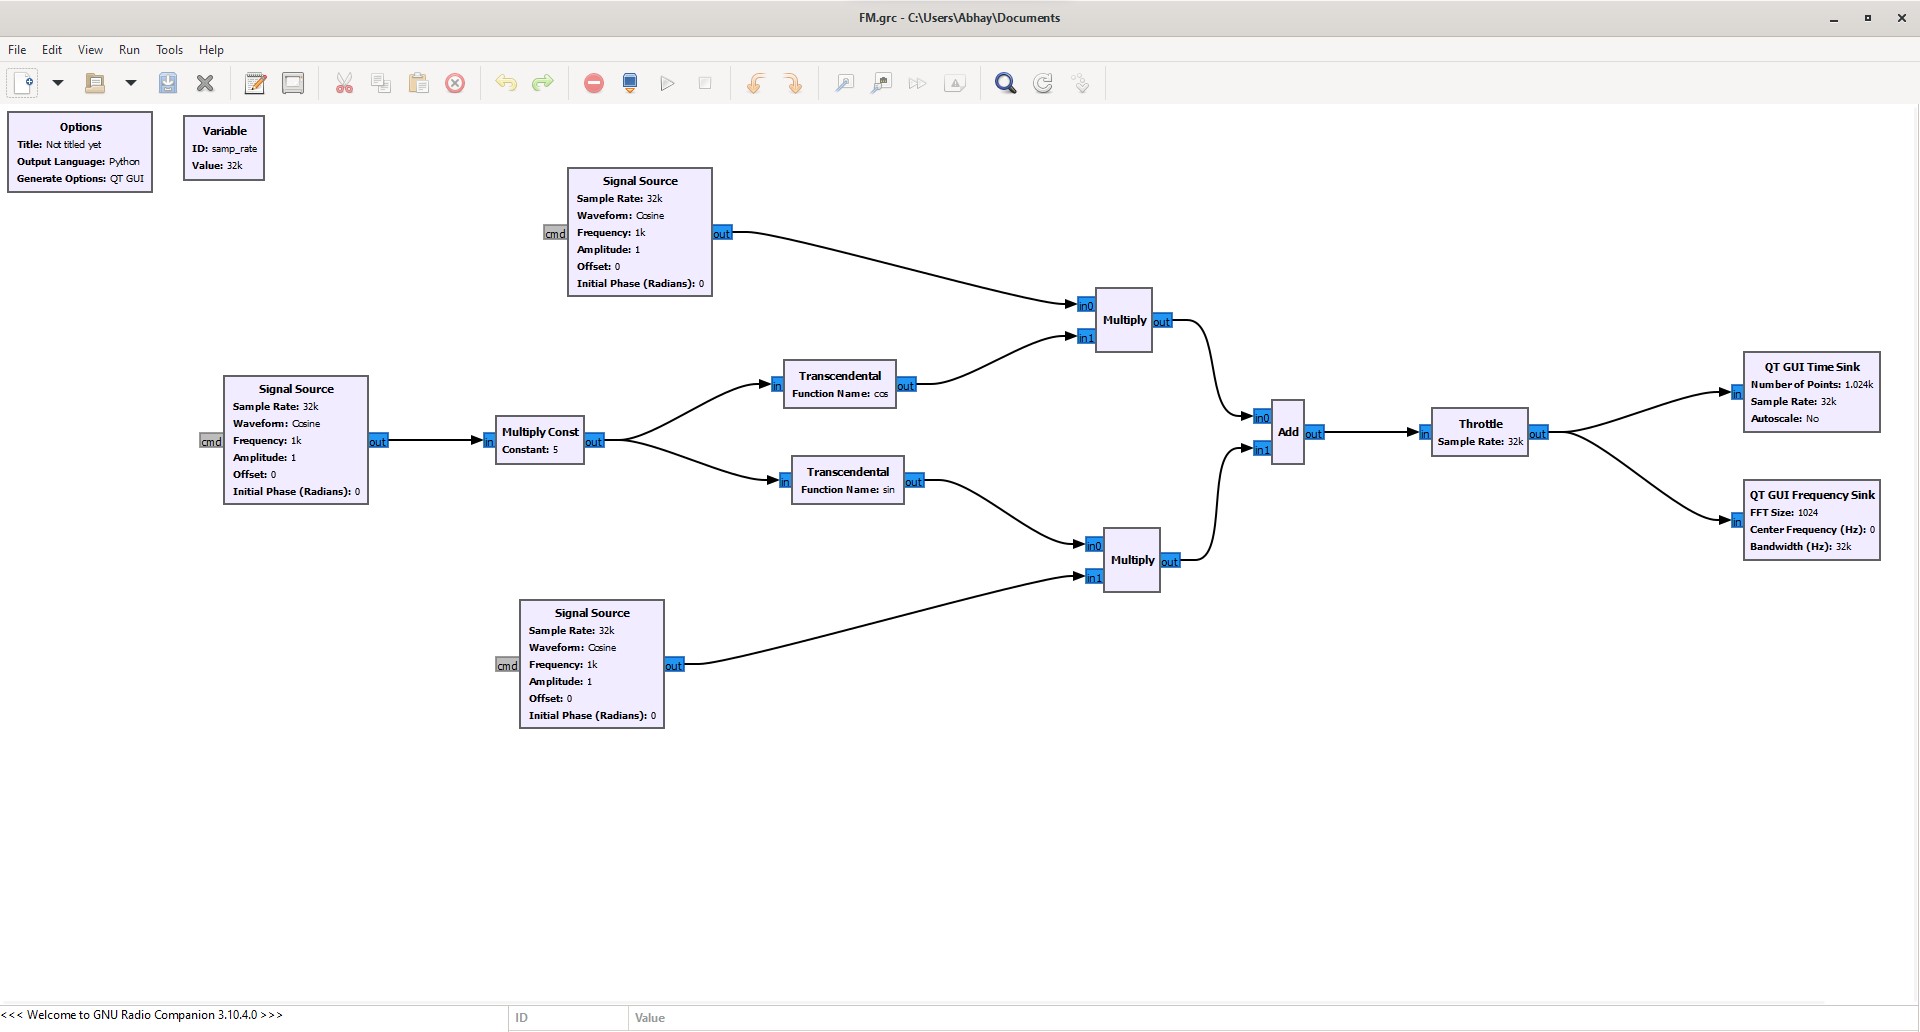 FM.grc - C:\Users\Abhay\Documents
File Edit View Run Tools Help
Options
Title: Not titled yet
Output Language: Python
Generate Options: QT GUI
Variable
ID: samp_rate
Value: 32k
Signal Source
Sample Rate: 32k
Waveform: Cosine
Frequency: 1k
Amplitude: 1
Offset: 0
Initial Phase (Radians): 0
cmd
out
in0
in1
Multiply
out
Signal Source
Sample Rate: 32k
Waveform: Cosine
Frequency: 1k
Amplitude: 1
Offset: 0
Initial Phase (Radians): 0
cmd
out
in
Multiply Const
Constant: 5
out
in
Transcendental
Function Name: cos
out
in
Transcendental
Function Name: sin
out
in0
in1
Multiply
out
Signal Source
Sample Rate: 32k
Waveform: Cosine
Frequency: 1k
Amplitude: 1
Offset: 0
Initial Phase (Radians): 0
cmd
out
in0
in1
Add
out
in
Throttle
Sample Rate: 32k
out
in
QT GUI Time Sink
Number of Points: 1.024k
Sample Rate: 32k
Autoscale: No
in
QT GUI Frequency Sink
FFT Size: 1024
Center Frequency (Hz): 0
Bandwidth (Hz): 32k
<<< Welcome to GNU Radio Companion 3.10.4.0 >>>
ID
Value